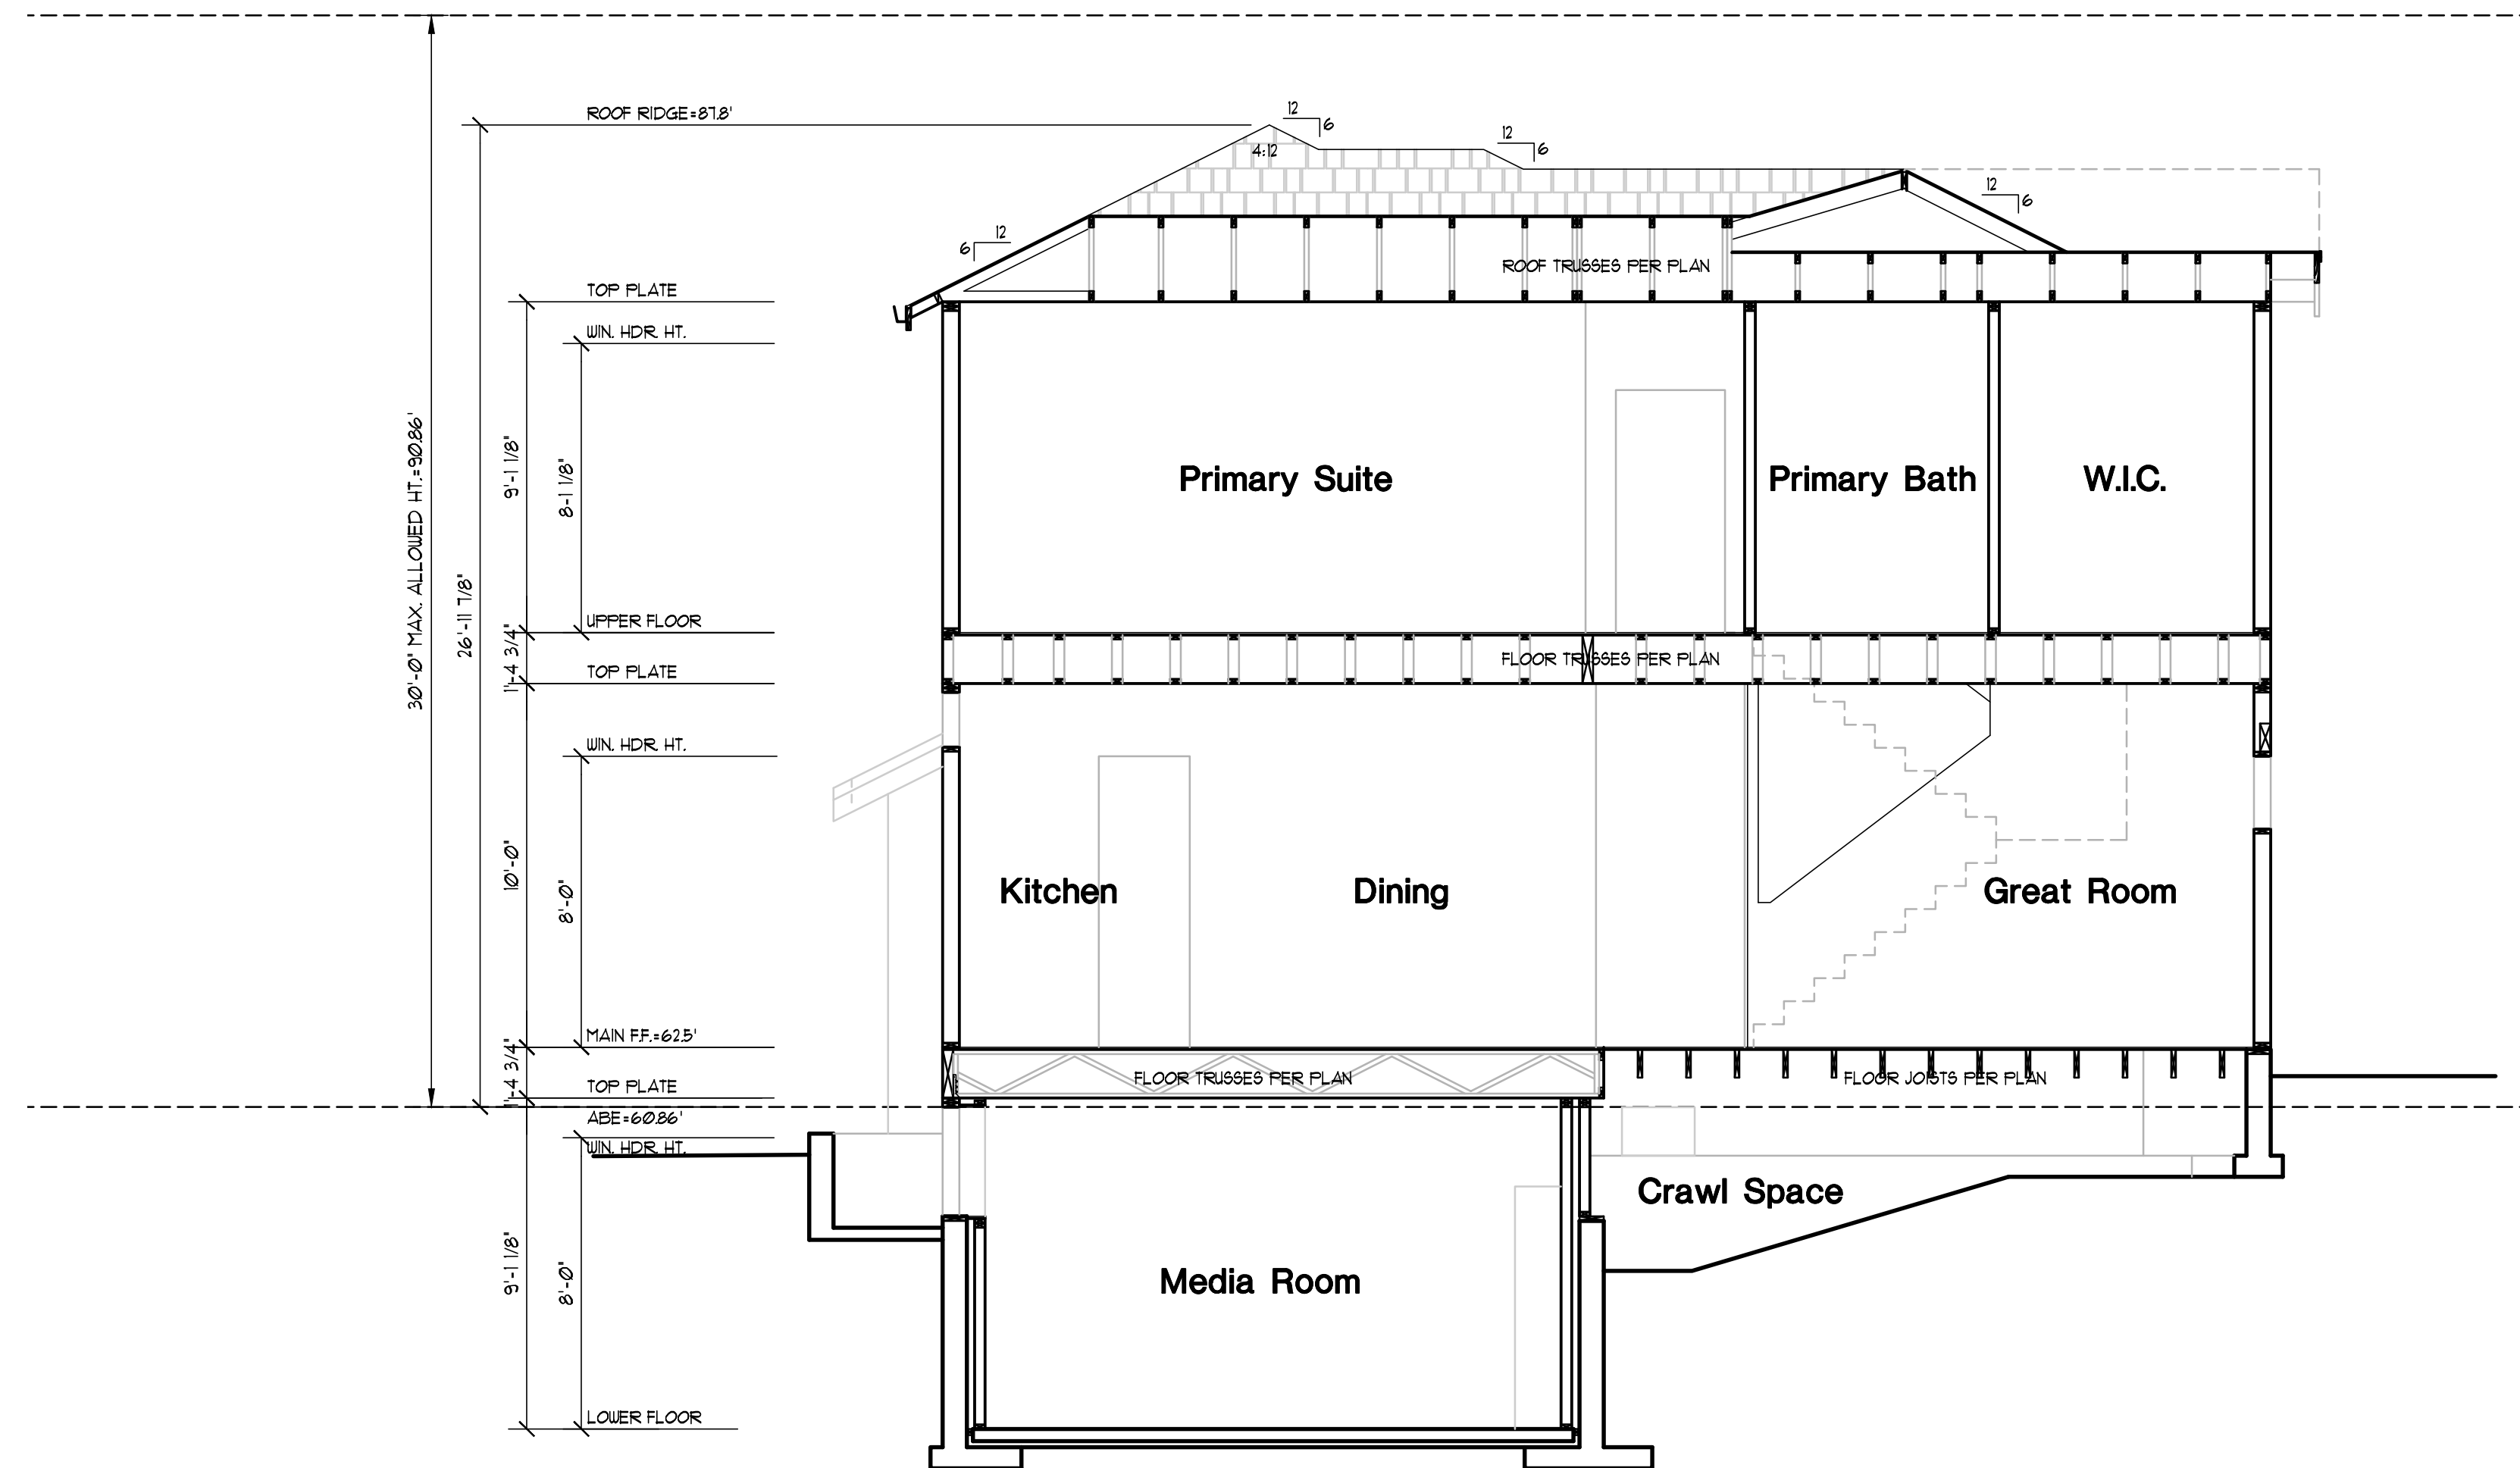 ROOF RIDGE=87.8'
12
6
4:12
12
6
12
6
12
6
ROOF TRUSSES PER PLAN
TOP PLATE
WIN. HDR. HT.
30'-0" MAX. ALLOWED HT.=90.86'
26'-11 7/8"
9'-1 1/8"
8-1 1/8"
Primary Suite
Primary Bath
W.I.C.
UPPER FLOOR
1'-4 3/4"
FLOOR TRUSSES PER PLAN
TOP PLATE
WIN. HDR. HT.
10'-0"
8'-0"
Kitchen
Dining
Great Room
MAIN F.F.=62.5'
1'-4 3/4"
FLOOR TRUSSES PER PLAN
FLOOR JOISTS PER PLAN
TOP PLATE
ABE=60.86'
WIN. HDR. HT.
Crawl Space
9'-1 1/8"
8'-0"
Media Room
LOWER FLOOR